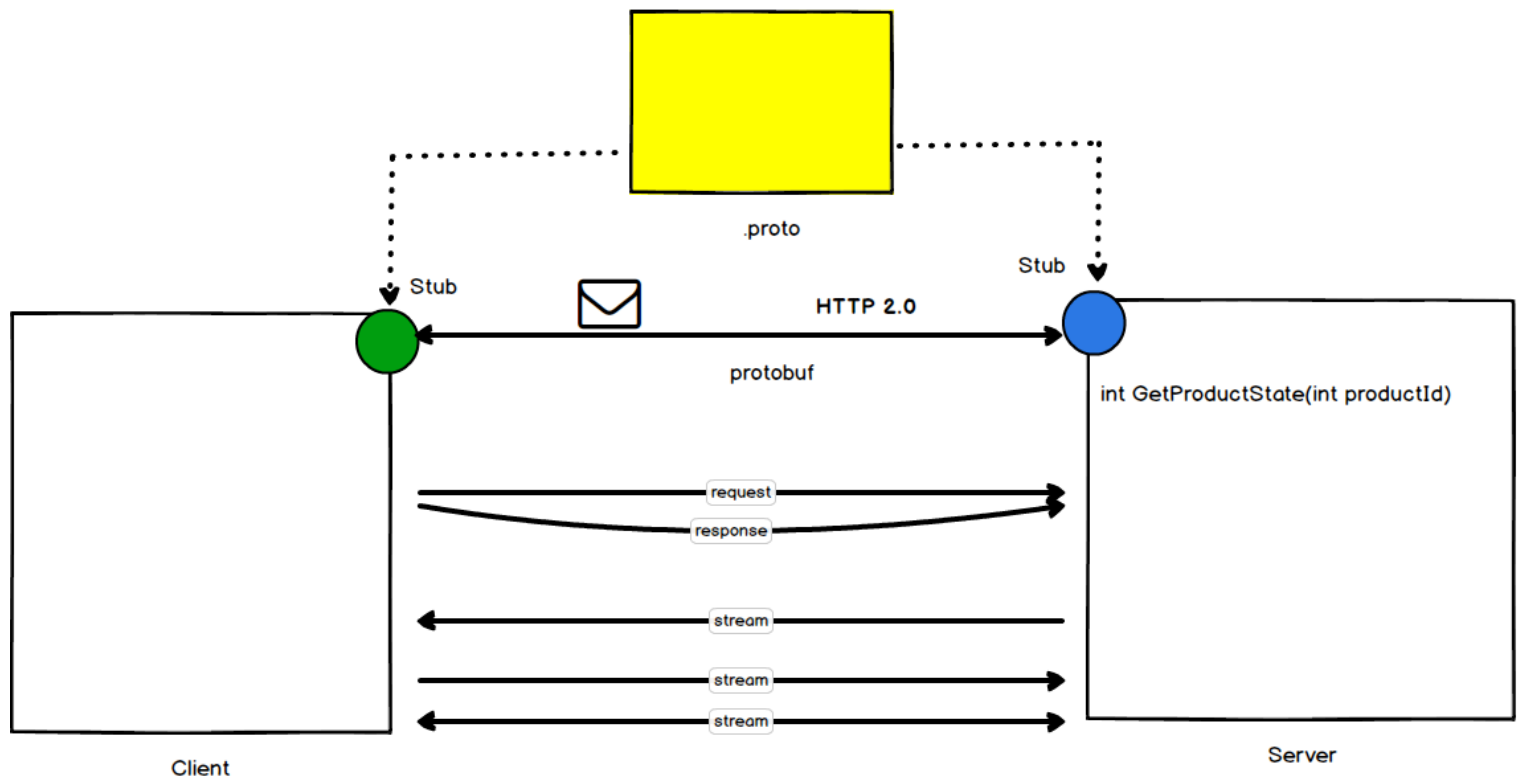 .proto
Stub
Stub
HTTP 2.0
protobuf
int GetProductState(int productId)
request
response
stream
stream
stream
Client
Server